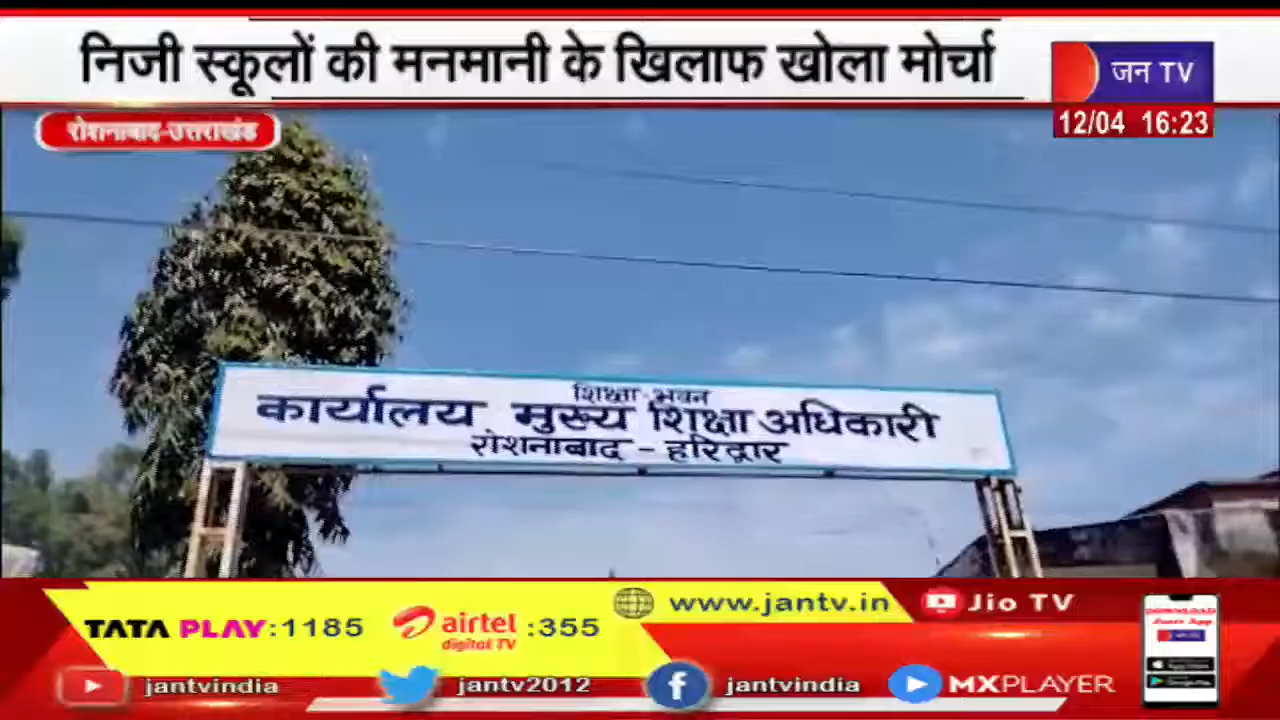 निजी स्कूलों की मनमानी के खिलाफ खोला मोर्चा
जन TV
12/04 16:23
रोशनाबाद-उत्तराखंड
शिक्षा-भवन
कार्यालय मुख्य शिक्षा अधिकारी
रोशनाबाद - हरिद्वार
TATA PLAY:1185
airtel digital TV :355
www.jantv.in
Jio TV
DOWNLOAD
jantvindia
jantv2012
jantvindia
MXPLAYER